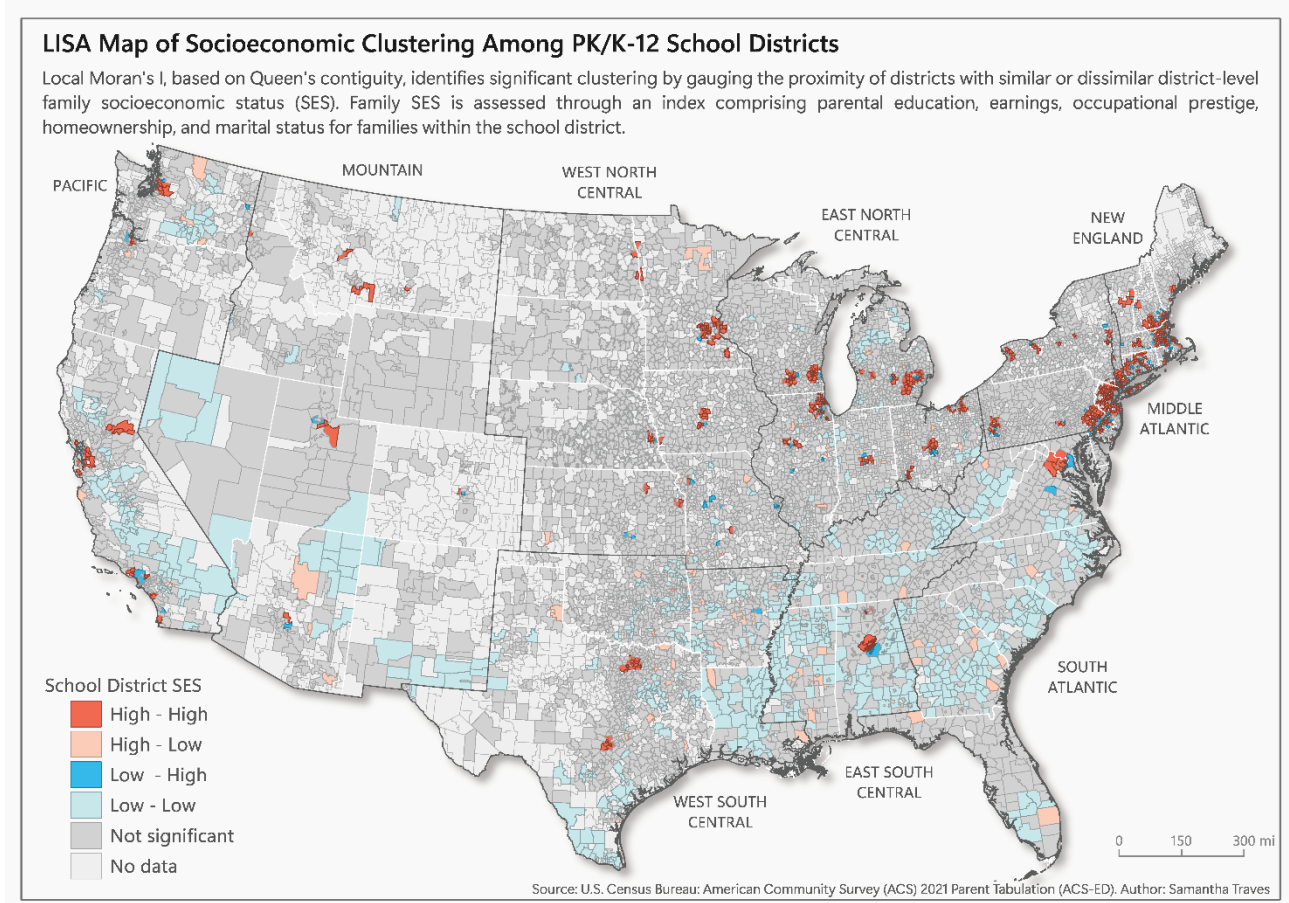 LISA Map of Socioeconomic Clustering Among PK/K-12 School Districts
Local Moran's I, based on Queen's contiguity, identifies significant clustering by gauging the proximity of districts with similar or dissimilar district-level
family socioeconomic status (SES). Family SES is assessed through an index comprising parental education, earnings, occupational prestige,
homeownership, and marital status for families within the school district.
PACIFIC
MOUNTAIN
WEST NORTH
CENTRAL
EAST NORTH
CENTRAL
NEW
ENGLAND
MIDDLE
ATLANTIC
SOUTH
ATLANTIC
EAST SOUTH
CENTRAL
WEST SOUTH
CENTRAL
School District SES
High - High
High - Low
Low - High
Low - Low
Not significant
No data
0 150 300 mi
Source: U.S. Census Bureau: American Community Survey (ACS) 2021 Parent Tabulation (ACS-ED). Author: Samantha Traves